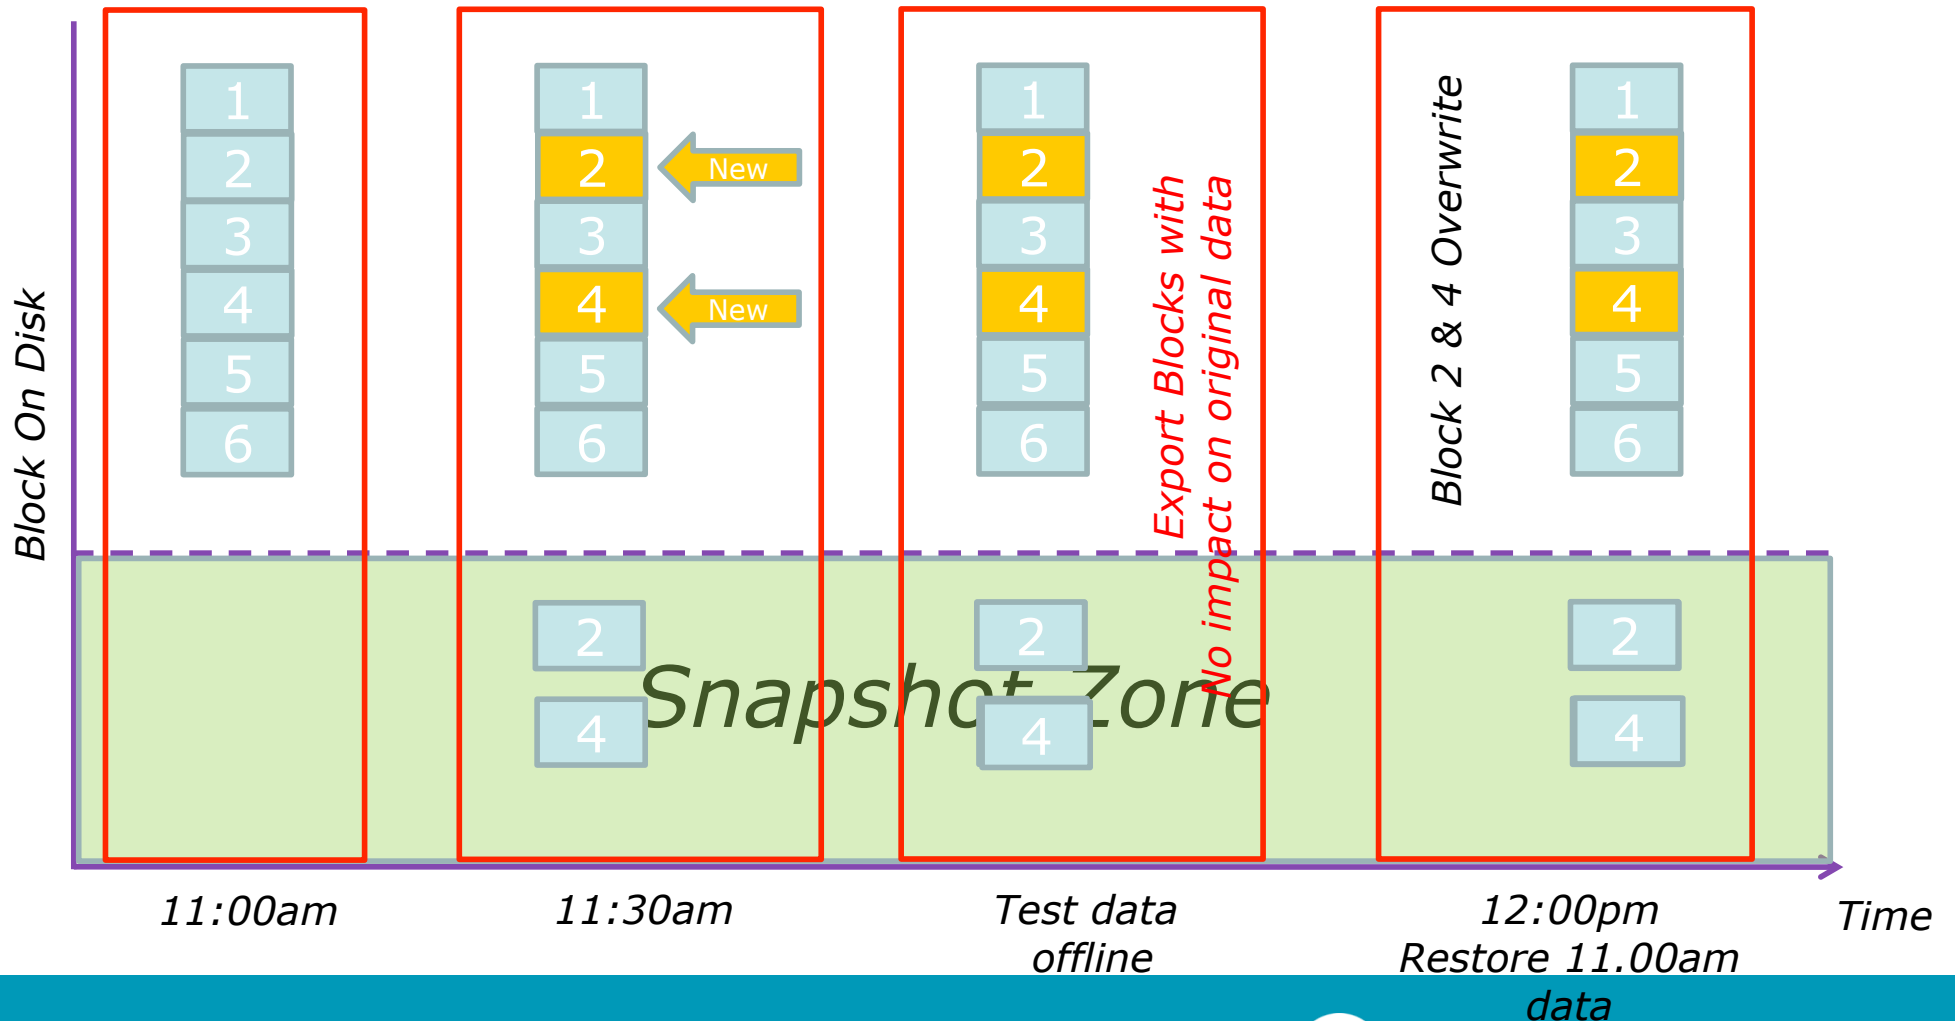 Block On Disk
1
2
3
4
5
6
1
2
3
4
5
6
New
New
1
2
3
4
5
6
Export Blocks with
No impact on original data
Block 2 & 4 Overwrite
1
2
3
4
5
6
Snapshot Zone
2
4
2
4
2
4
11:00am
11:30am
Test data
offline
12:00pm
Restore 11.00am
data
Time